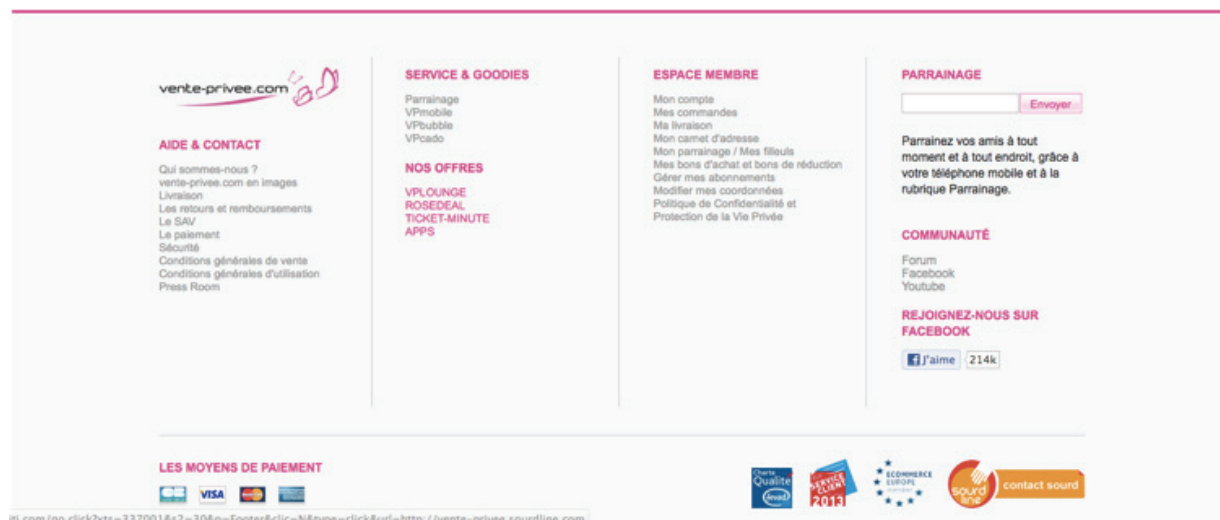 vente-privee.com
AIDE & CONTACT
Qui sommes-nous ?
vente-privee.com en images
Livraison
Les retours et remboursements
Le SAV
Le paiement
Sécurité
Conditions générales de vente
Conditions générales d'utilisation
Press Room
SERVICE & GOODIES
Parrainage
VPmobile
VPbubble
VPcado
NOS OFFRES
VPLOUNGE
ROSEDEAL
TICKET-MINUTE
APPS
ESPACE MEMBRE
Mon compte
Mes commandes
Ma livraison
Mon carnet d'adresse
Mon parrainage / Mes filleuls
Mes bons d'achat et bons de réduction
Gérer mes abonnements
Modifier mes coordonnées
Politique de Confidentialité et
Protection de la Vie Privée
PARRAINAGE
Envoyer
Parrainez vos amis à tout
moment et à tout endroit, grâce à
votre téléphone mobile et à la
rubrique Parrainage.
COMMUNAUTÉ
Forum
Facebook
Youtube
REJOIGNEZ-NOUS SUR
FACEBOOK
J'aime 214k
LES MOYENS DE PAIEMENT
CB VISA
Charte
Qualité
fevad
SERVICE
CLIENT
2013
ECOMMERCE
EUROPE
sourd
line
contact sourd